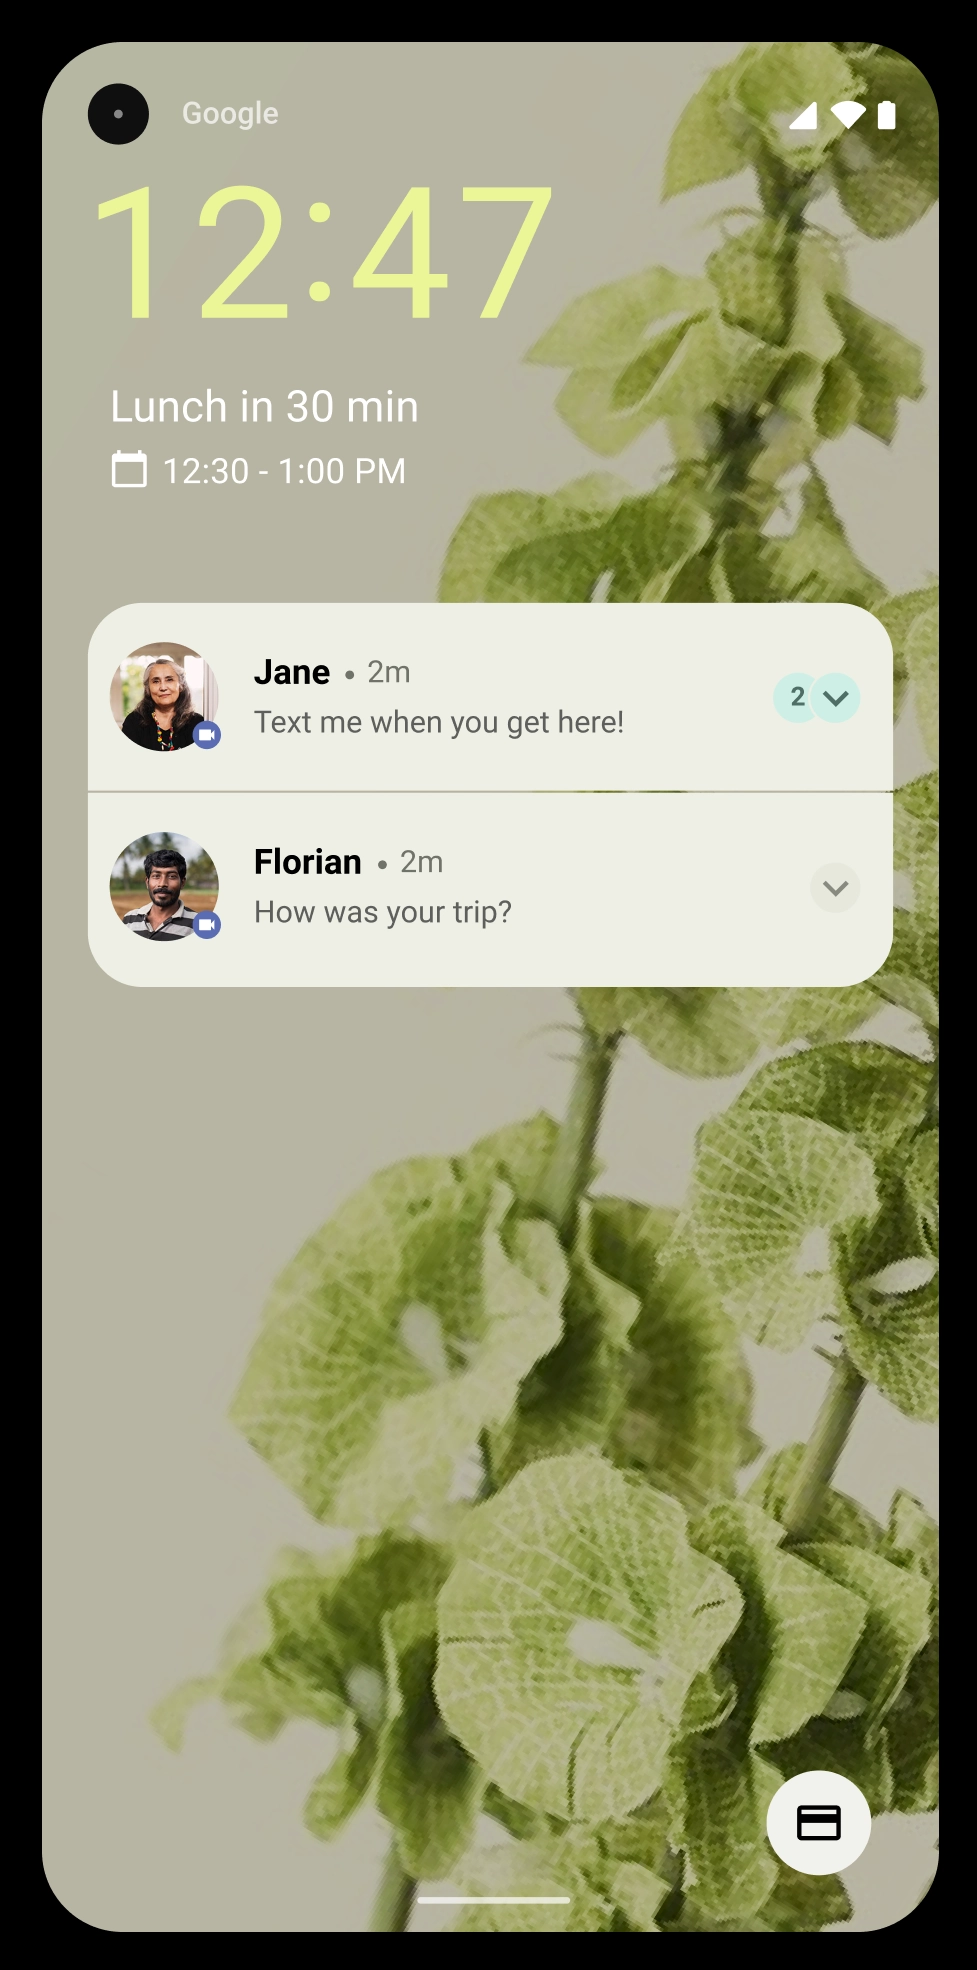 Google
12:47
Lunch in 30 min
12:30 - 1:00 PM
Jane • 2m
Text me when you get here!
2
Florian • 2m
How was your trip?